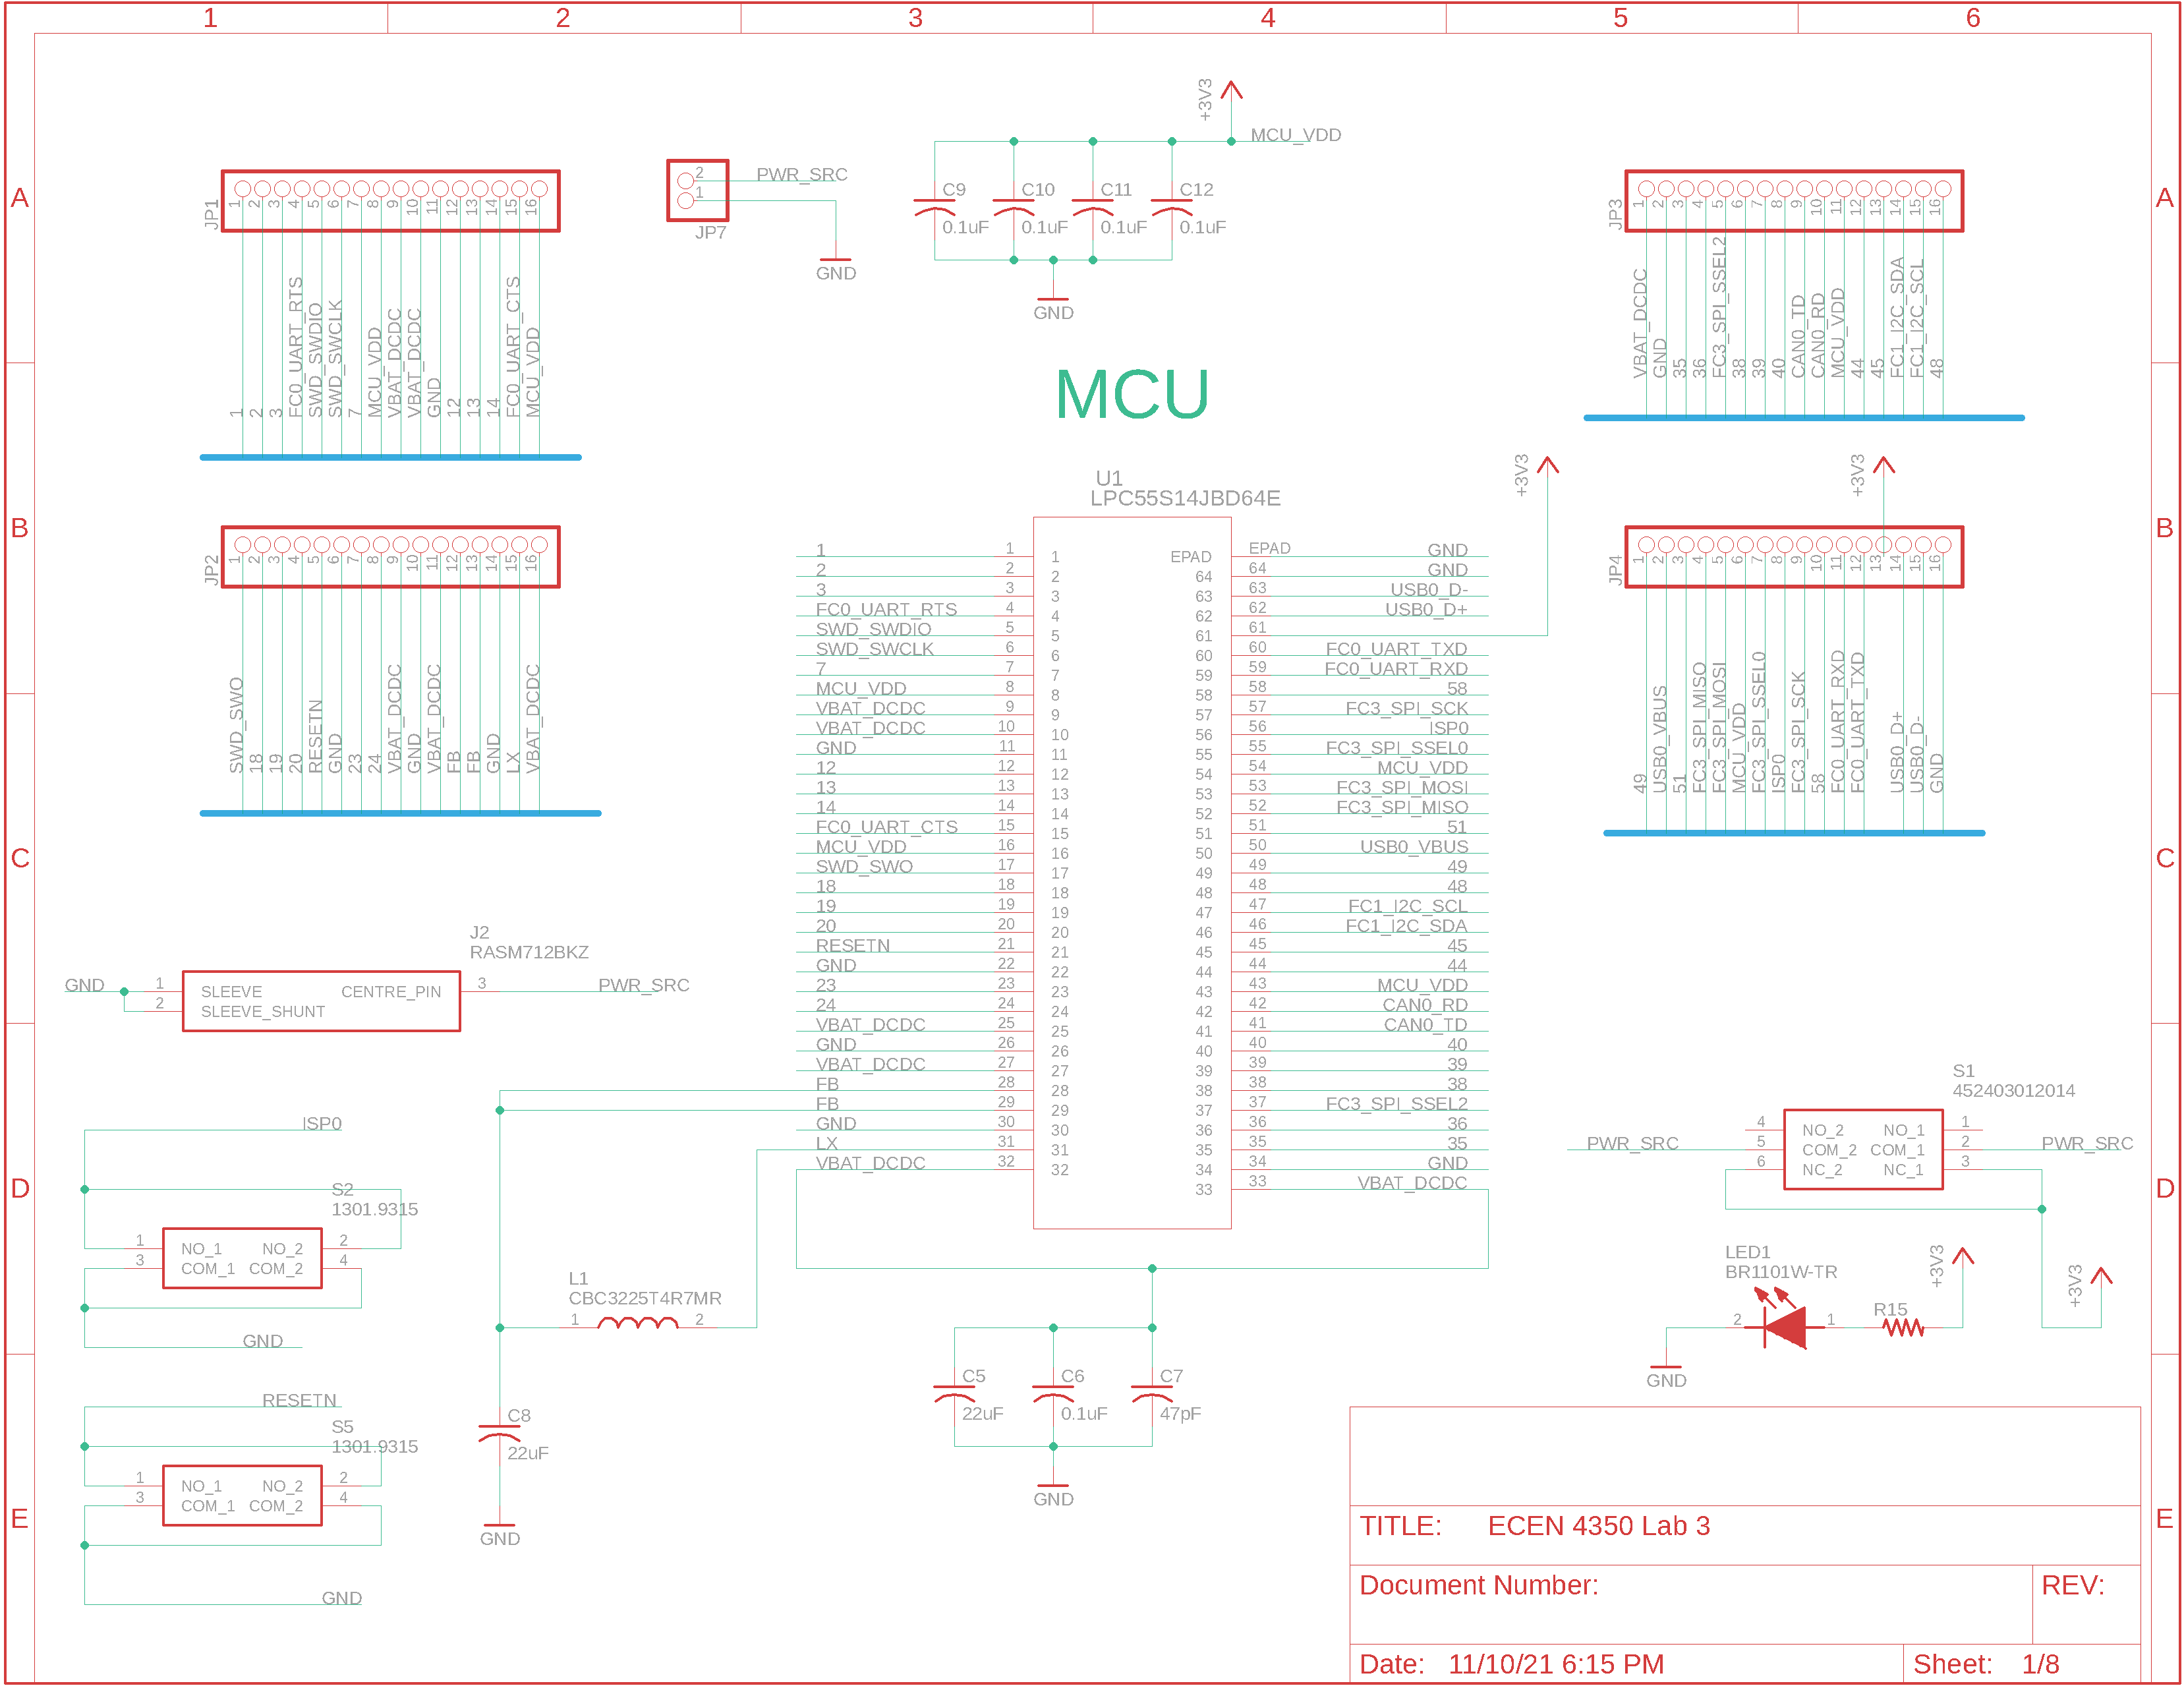 1 2 3 4 5 6
A
B
C
D
E
A
B
C
D
E
JP1
1 2 3 4 5 6 7 8 9 10 11 12 13 14 15 16
1
2
3
FC0_UART_RTS
SWD_SWDIO
SWD_SWCLK
7
MCU_VDD
VBAT_DCDC
VBAT_DCDC
GND
12
13
14
FC0_UART_CTS
MCU_VDD
JP7
2 PWR_SRC
1
GND
+3V3
MCU_VDD
C9
0.1uF
C10
0.1uF
C11
0.1uF
C12
0.1uF
GND
JP3
1 2 3 4 5 6 7 8 9 10 11 12 13 14 15 16
VBAT_DCDC
GND
35
36
FC3_SPI_SSEL2
38
39
40
CAN0_TD
CAN0_RD
MCU_VDD
44
45
FC1_I2C_SDA
FC1_I2C_SCL
48
MCU
JP2
1 2 3 4 5 6 7 8 9 10 11 12 13 14 15 16
SWD_SWO
18
19
20
RESETN
GND
23
24
VBAT_DCDC
GND
VBAT_DCDC
FB
FB
GND
LX
VBAT_DCDC
+3V3
+3V3
JP4
1 2 3 4 5 6 7 8 9 10 11 12 13 14 15 16
49
USB0_VBUS
51
FC3_SPI_MISO
FC3_SPI_MOSI
MCU_VDD
FC3_SPI_SSEL0
ISP0
FC3_SPI_SCK
58
FC0_UART_RXD
FC0_UART_TXD
USB0_D+
USB0_D-
GND
U1
LPC55S14JBD64E
1 1 1 EPAD EPAD GND
2 2 2 64 64 GND
3 3 3 63 63 USB0_D-
FC0_UART_RTS 4 4 62 62 USB0_D+
SWD_SWDIO 5 5 61 61
SWD_SWCLK 6 6 60 60 FC0_UART_TXD
7 7 7 59 59 FC0_UART_RXD
MCU_VDD 8 8 58 58 58
VBAT_DCDC 9 9 57 57 FC3_SPI_SCK
VBAT_DCDC 10 10 56 56 ISP0
GND 11 11 55 55 FC3_SPI_SSEL0
12 12 12 54 54 MCU_VDD
13 13 13 53 53 FC3_SPI_MOSI
14 14 14 52 52 FC3_SPI_MISO
FC0_UART_CTS 15 15 51 51 51
MCU_VDD 16 16 50 50 USB0_VBUS
SWD_SWO 17 17 49 49 49
18 18 18 48 48 48
19 19 19 47 47 FC1_I2C_SCL
20 20 20 46 46 FC1_I2C_SDA
RESETN 21 21 45 45 45
GND 22 22 44 44 44
23 23 23 43 43 MCU_VDD
24 24 24 42 42 CAN0_RD
VBAT_DCDC 25 25 41 41 CAN0_TD
GND 26 26 40 40 40
VBAT_DCDC 27 27 39 39 39
FB 28 28 38 38 38
FB 29 29 37 37 FC3_SPI_SSEL2
GND 30 30 36 36 36
LX 31 31 35 35 35
VBAT_DCDC 32 32 34 34 GND
33 33 VBAT_DCDC
J2
RASM712BKZ
GND 1 SLEEVE CENTRE_PIN 3 PWR_SRC
2 SLEEVE_SHUNT
ISP0
S2
1301.9315
1 NO_1 NO_2 2
3 COM_1 COM_2 4
GND
RESETN
S5
1301.9315
1 NO_1 NO_2 2
3 COM_1 COM_2 4
GND
L1
CBC3225T4R7MR
1 2
C8
22uF
GND
C5
22uF
C6
0.1uF
C7
47pF
GND
S1
452403012014
4 NO_2 NO_1 1
PWR_SRC 5 COM_2 COM_1 2 PWR_SRC
6 NC_2 NC_1 3
LED1
BR1101W-TR
2 1
R15
+3V3
+3V3
GND
TITLE: ECEN 4350 Lab 3
Document Number:
REV:
Date: 11/10/21 6:15 PM
Sheet: 1/8